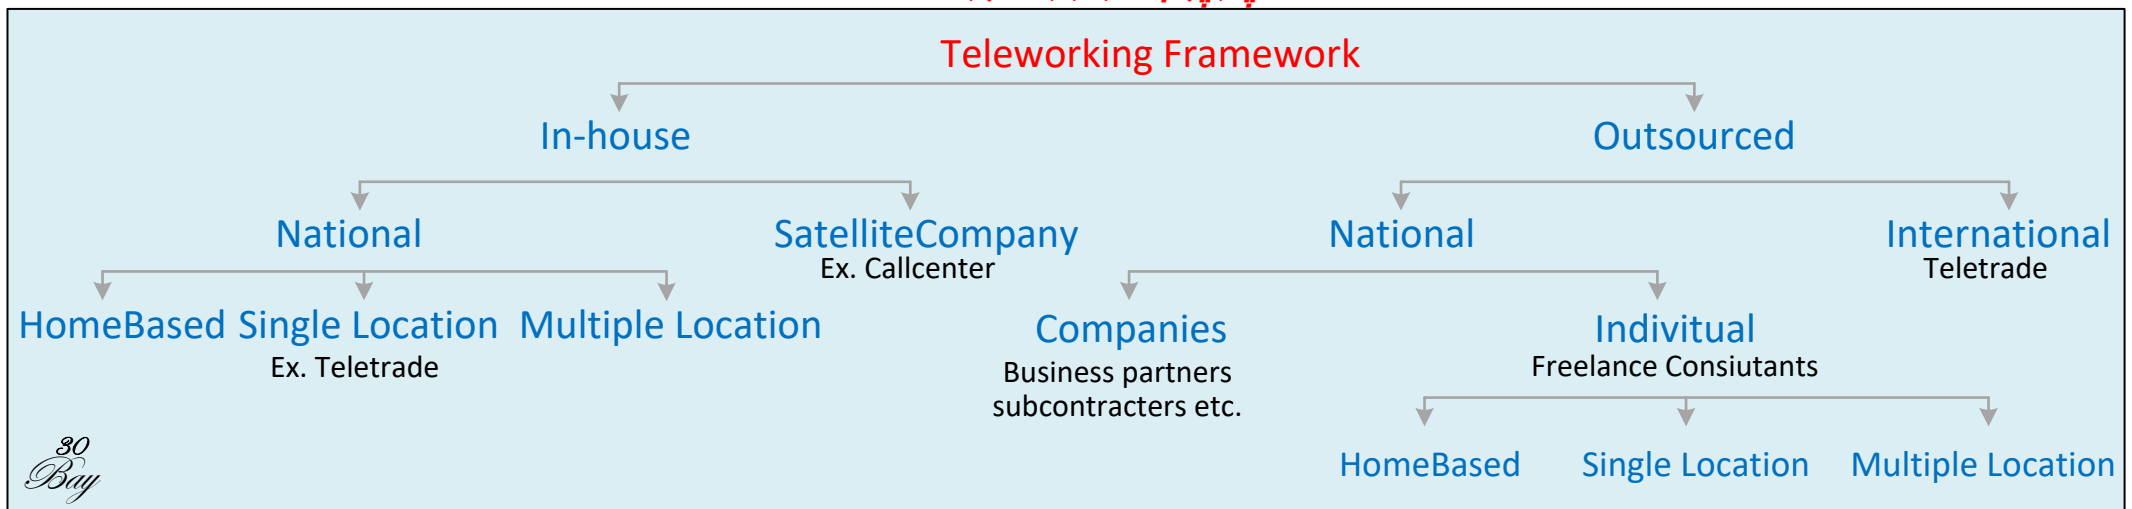 Teleworking Framework
In-house
Outsourced
National
SatelliteCompany
National
International
Ex. Callcenter
Teletrade
HomeBased
Single Location
Multiple Location
Companies
Indivitual
Ex. Teletrade
Business partners
subcontracters etc.
Freelance Consiutants
HomeBased
Single Location
Multiple Location
30
Bay